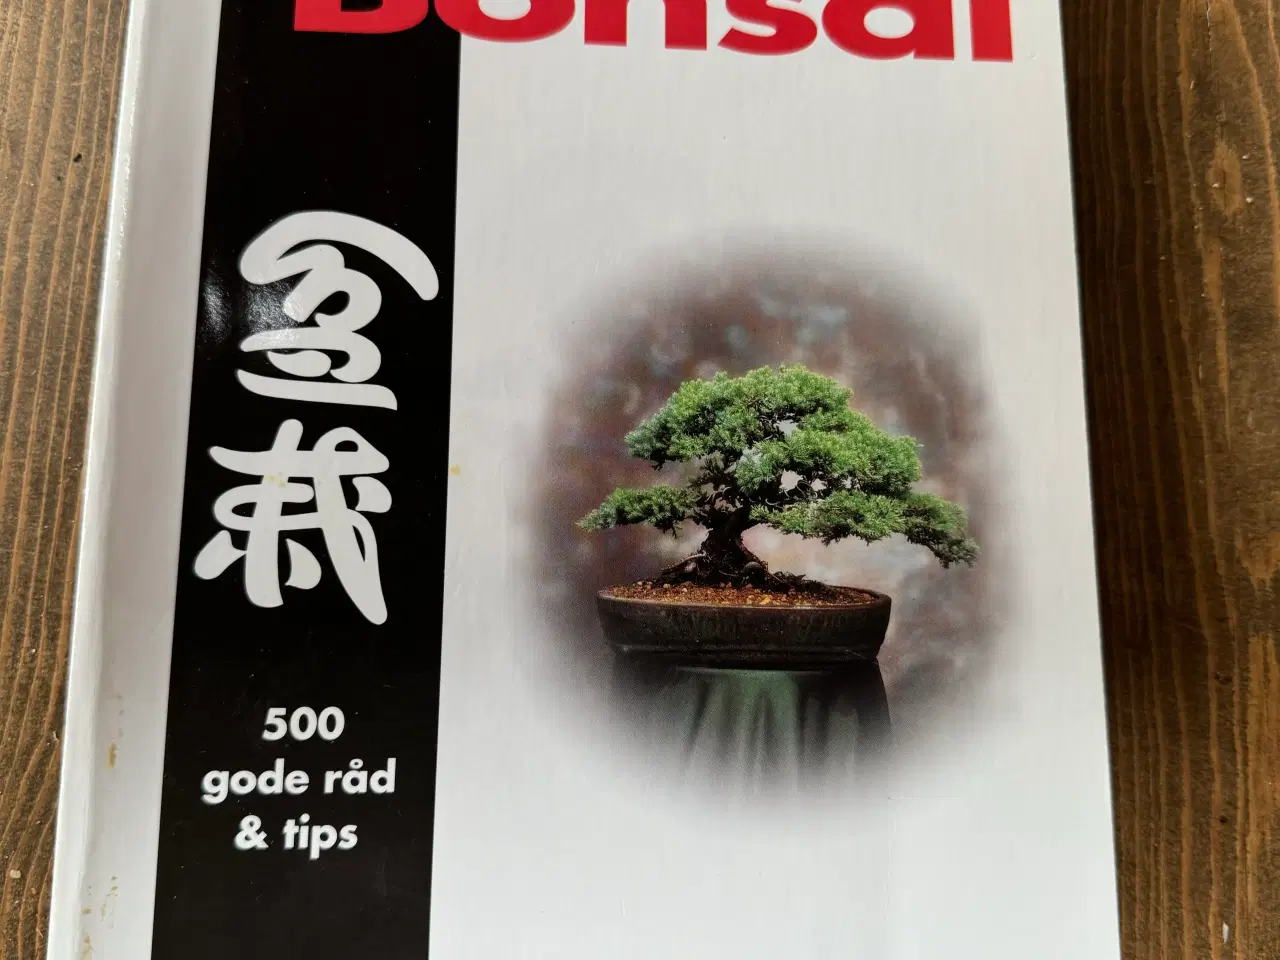 Bonsai
盆栽
500
gode råd
& tips